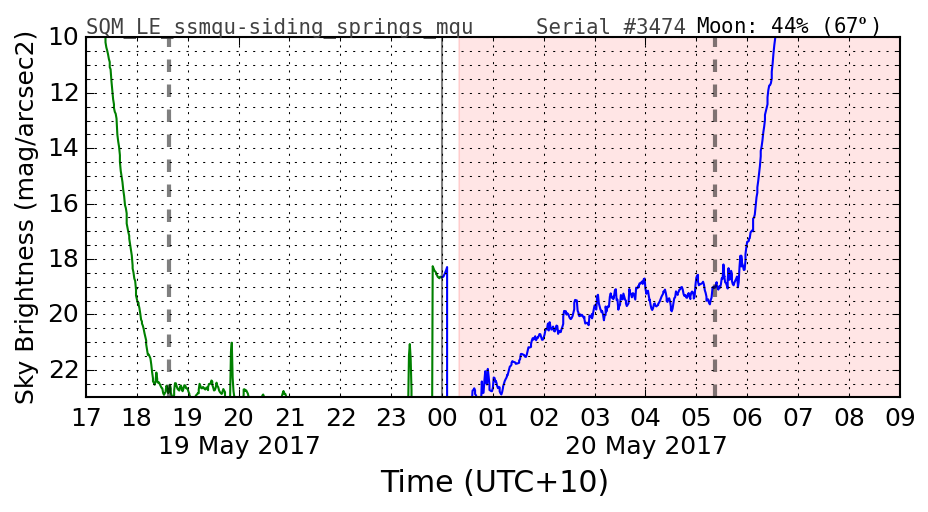 SQM_LE_ssmqu-siding_springs_mqu Serial #3474 Moon: 44% (67°)
Sky Brightness (mag/arcsec2)
10
12
14
16
18
20
22
17 18 19 20 21 22 23 00 01 02 03 04 05 06 07 08 09
19 May 2017 20 May 2017
Time (UTC+10)